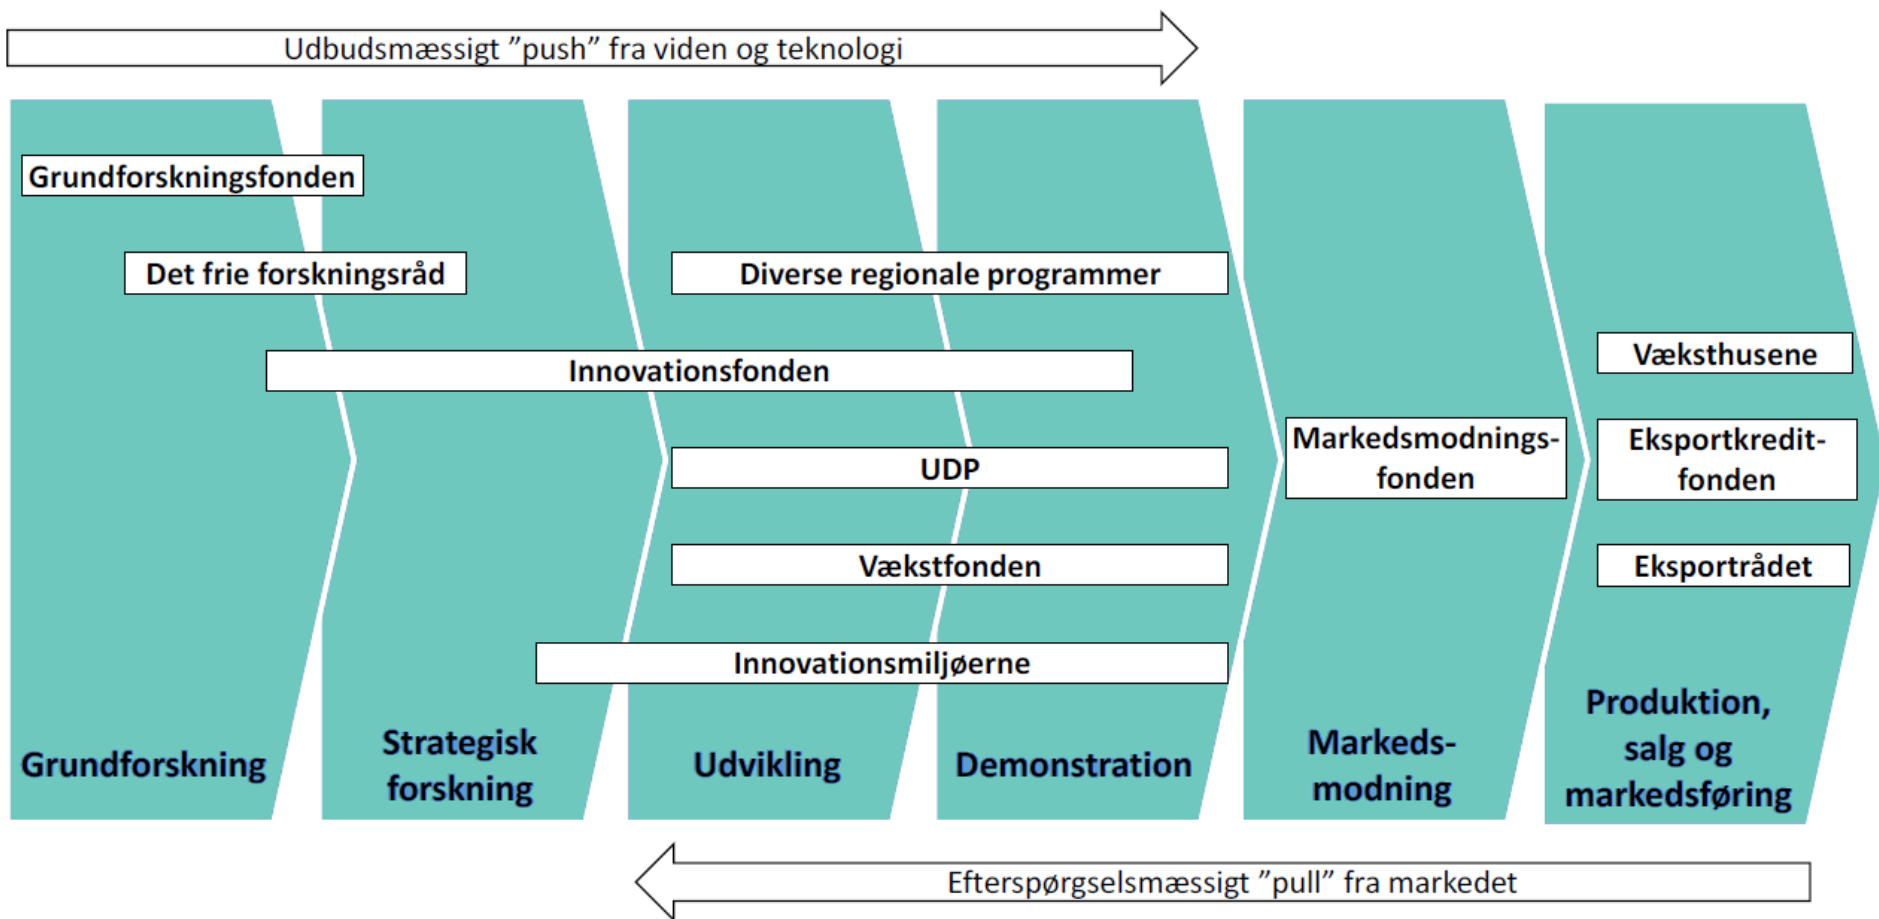 Udbudsmæssigt ”push” fra viden og teknologi
Grundforskningsfonden
Det frie forskningsråd
Diverse regionale programmer
Innovationsfonden
Væksthusene
UDP
Markedsmodnings-
fonden
Eksportkredit-
fonden
Vækstfonden
Eksportrådet
Innovationsmiljøerne
Grundforskning
Strategisk
forskning
Udvikling
Demonstration
Markeds-
modning
Produktion,
salg og
markedsføring
Efterspørgselsmæssigt ”pull” fra markedet